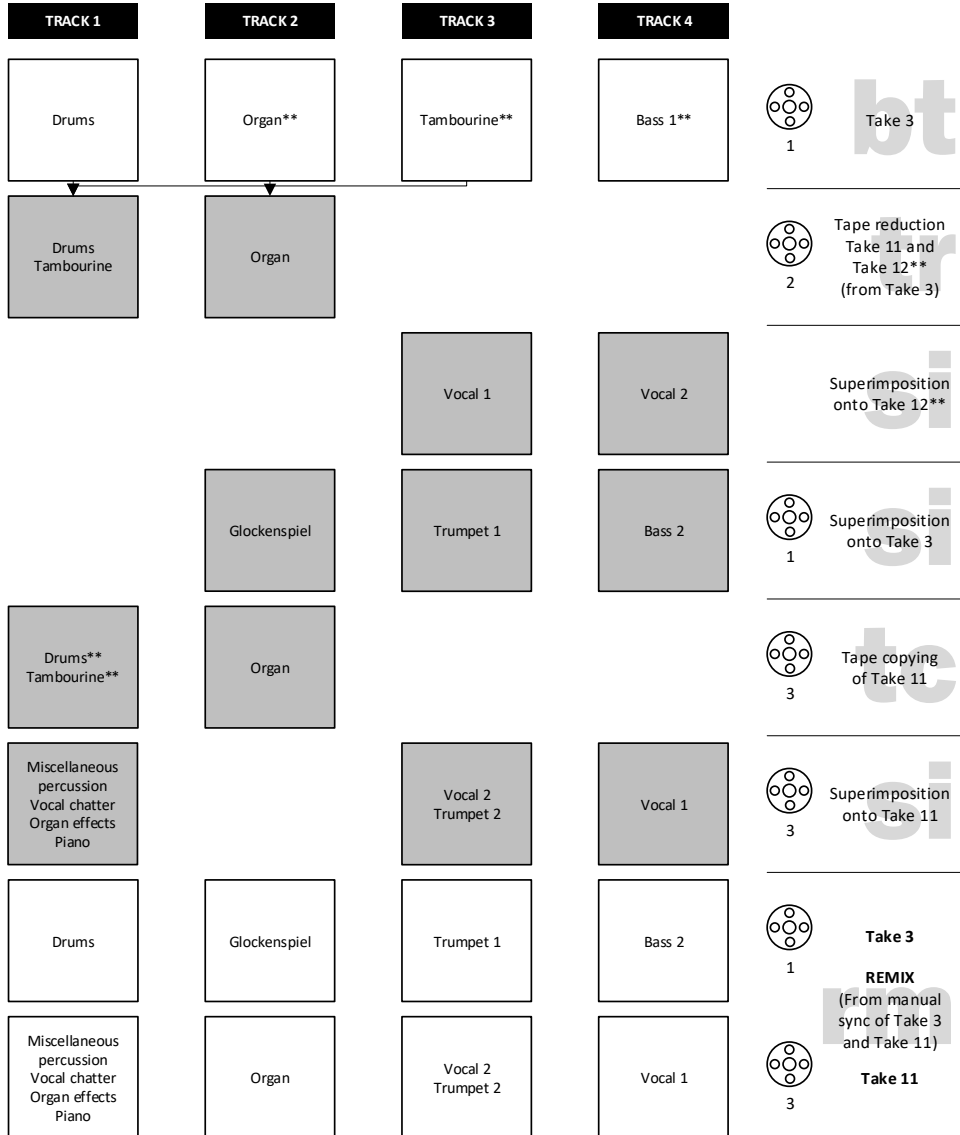 TRACK 1
TRACK 2
TRACK 3
TRACK 4
Drums
Organ**
Tambourine**
Bass 1**
1
bt
Take 3
Drums
Tambourine
Organ
2
tr
Tape reduction
Take 11 and
Take 12**
(from Take 3)
Vocal 1
Vocal 2
si
Superimposition
onto Take 12**
Glockenspiel
Trumpet 1
Bass 2
1
si
Superimposition
onto Take 3
Drums**
Tambourine**
Organ
3
tc
Tape copying
of Take 11
Miscellaneous
percussion
Vocal chatter
Organ effects
Piano
Vocal 2
Trumpet 2
Vocal 1
3
si
Superimposition
onto Take 11
Drums
Glockenspiel
Trumpet 1
Bass 2
1
Take 3
rm
REMIX
(From manual
sync of Take 3
and Take 11)
Miscellaneous
percussion
Vocal chatter
Organ effects
Piano
Organ
Vocal 2
Trumpet 2
Vocal 1
3
Take 11